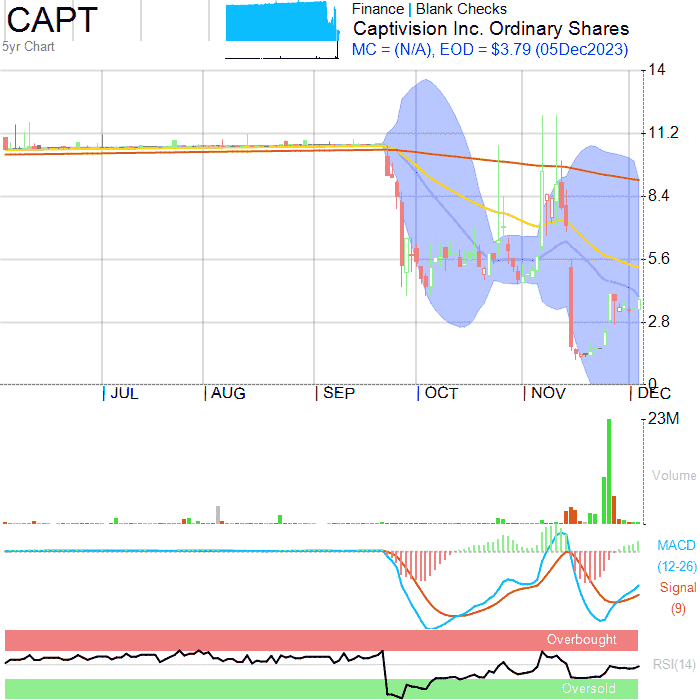 CAPT
5yr Chart
Finance | Blank Checks
Captivision Inc. Ordinary Shares
MC = (N/A), EOD = $3.79 (05Dec2023)
14
11.2
8.4
5.6
2.8
0
JUL AUG SEP OCT NOV DEC
23M
Volume
MACD
(12-26)
Signal
(9)
Overbought
RSI(14)
Oversold